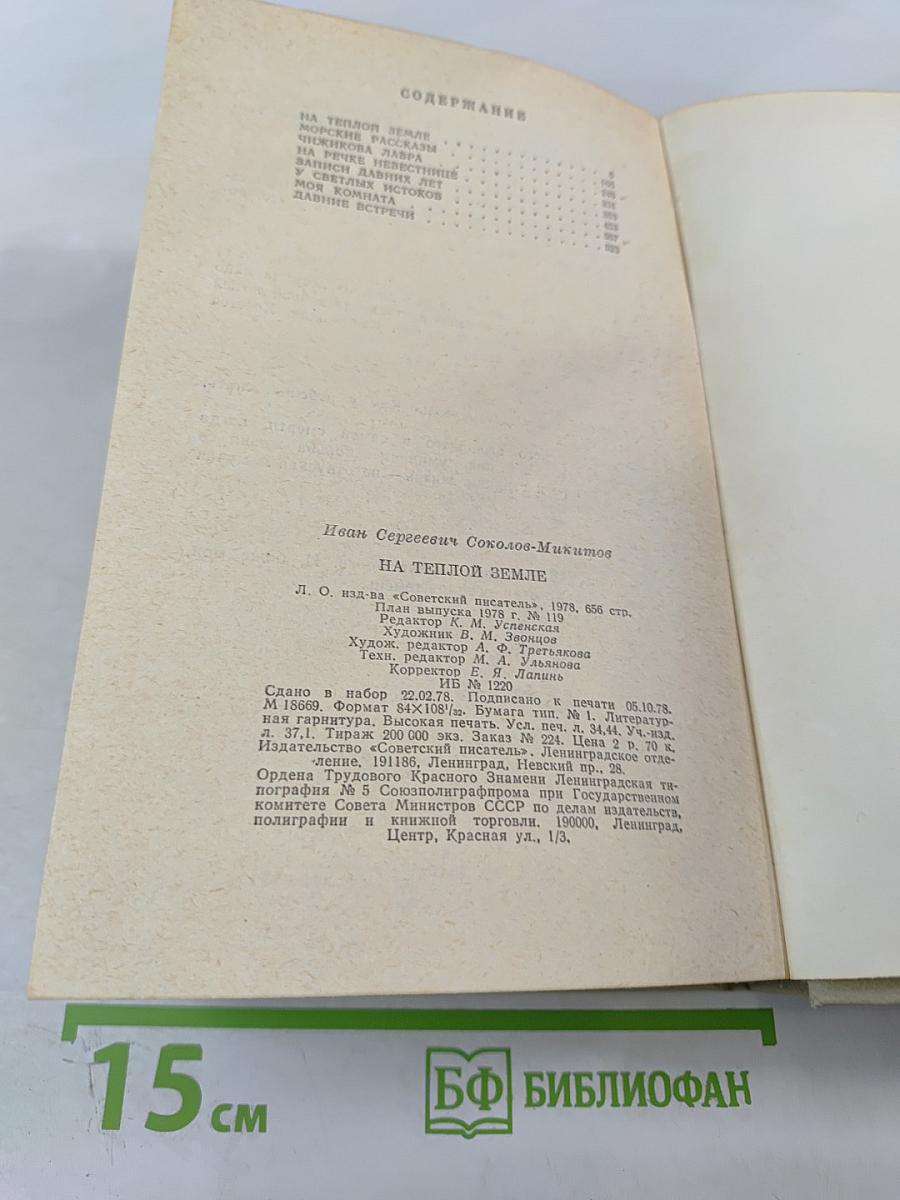 СОДЕРЖАНИЕ
НА ТЕПЛОЙ ЗЕМЛЕ
МОРСКИЕ РАССКАЗЫ
ЧИЖИКОВА ЛАВРА
НА РЕЧКЕ НЕВЕСТНИЦЕ
ЗАПИСИ ДАВНИХ ЛЕТ
У СВЕТЛЫХ ИСТОКОВ
МОЯ КОМНАТА
ДАВНИЕ ВСТРЕЧИ
Иван Сергеевич Соколов-Микитов
НА ТЕПЛОЙ ЗЕМЛЕ
Л. О. изд-ва «Советский писатель», 1978, 656 стр.
План выпуска 1978 г. № 119
Редактор К. М. Успенская
Художник В. М. Звонцов
Худож. редактор А. Ф. Третьякова
Техн. редактор М. А. Ульянова
Корректор Е. Я. Лапинь
ИБ № 1220
Сдано в набор 22.02.78. Подписано к печати 05.10.78.
М 18669. Формат 84×108¹/₃₂. Бумага тип. № 1. Литератур-
ная гарнитура. Высокая печать. Усл. печ. л. 34,44. Уч.-изд.
л. 37,1. Тираж 200 000 экз. Заказ № 224. Цена 2 р. 70 к.
Издательство «Советский писатель». Ленинградское отде-
ление, 191186, Ленинград, Невский пр., 28.
Ордена Трудового Красного Знамени Ленинградская ти-
пография № 5 Союзполиграфпрома при Государственном
комитете Совета Министров СССР по делам издательств,
полиграфии и книжной торговли. 190000, Ленинград,
Центр, Красная ул., 1/3.
15 см
БФ БИБЛИОФАН